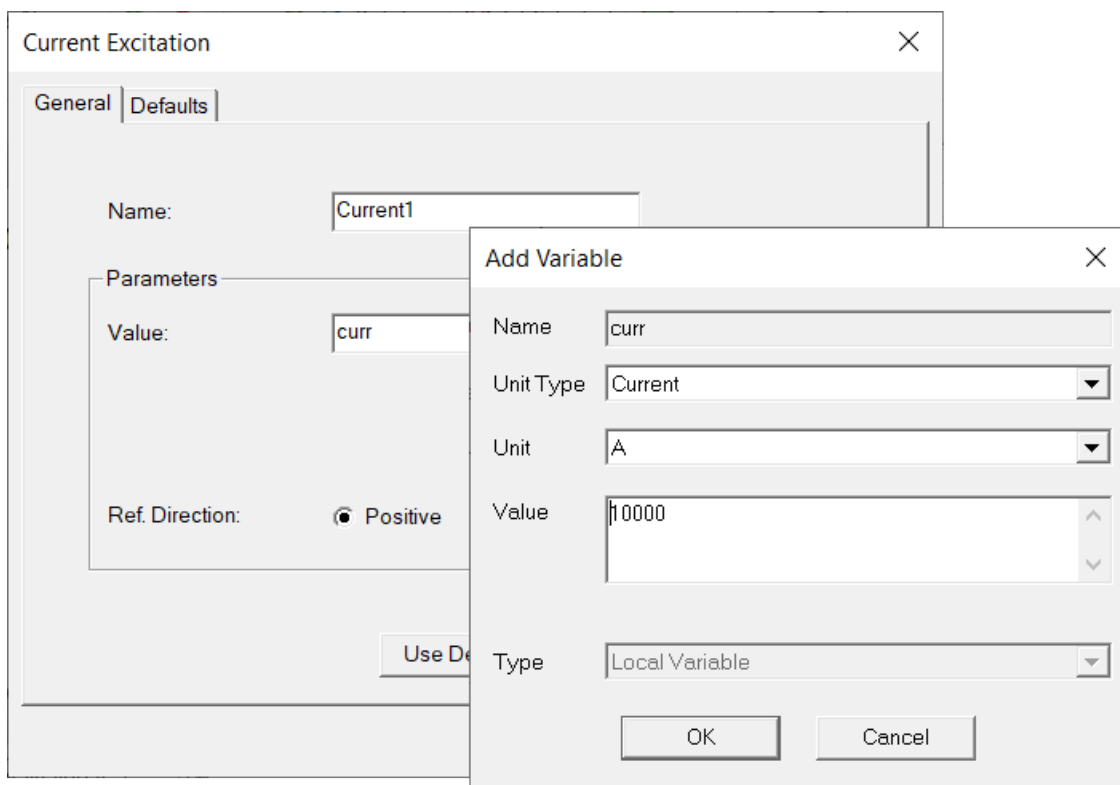 Current Excitation
General Defaults
Name: Current1
Parameters
Value: curr
Ref. Direction: Positive
Use De
Add Variable
Name curr
Unit Type Current
Unit A
Value 10000
Type Local Variable
OK Cancel